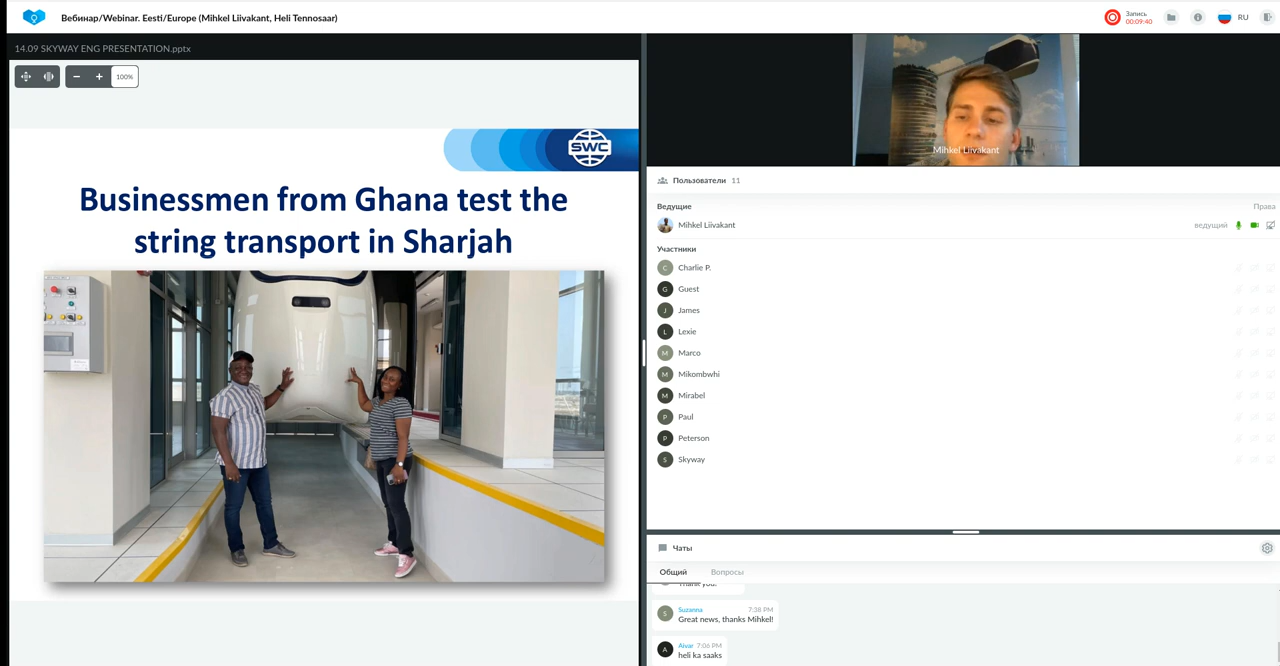 Вебинар/Webinar. Eesti/Europe (Mihkel Liivakant, Heli Tennosaar)
Запись
00:09:40
RU
14.09 SKYWAY ENG PRESENTATION.pptx
100%
SWC
Businessmen from Ghana test the
string transport in Sharjah
Mihkel Liivakant
Пользователи 11
Ведущие Права
Mihkel Liivakant ведущий
Участники
C Charlie P.
G Guest
J James
L Lexie
M Marco
M Mikombwhi
M Mirabel
P Paul
P Peterson
S Skyway
Чаты
Общий Вопросы
Thank you!
S Suzanna 7:38 PM
Great news, thanks Mihkel!
A Aivar 7:06 PM
heli ka saaks